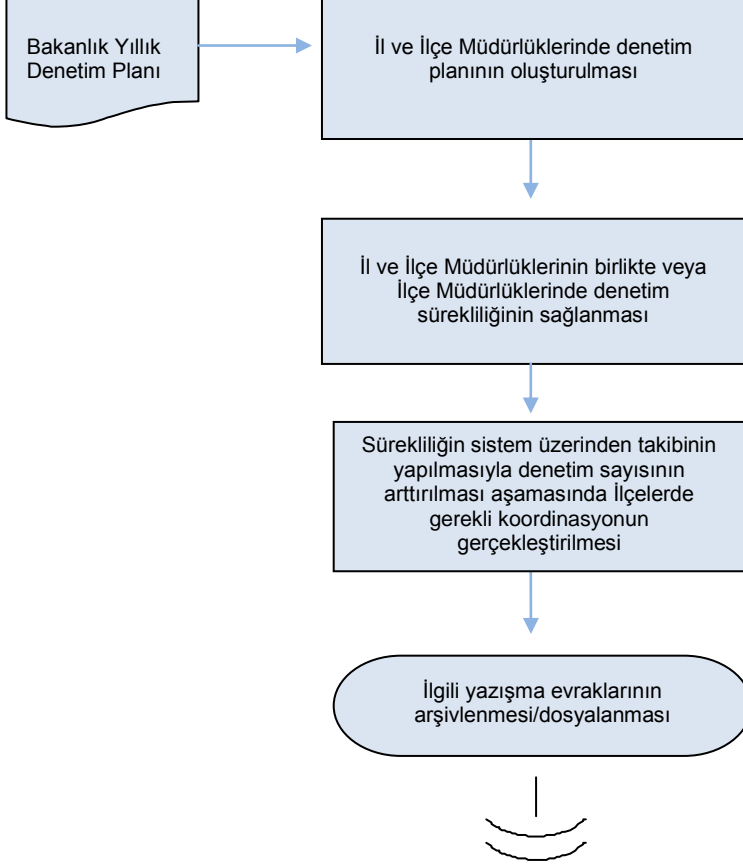 Bakanlık Yıllık
Denetim Planı
İl ve İlçe Müdürlüklerinde denetim
planının oluşturulması
İl ve İlçe Müdürlüklerinin birlikte veya
İlçe Müdürlüklerinde denetim
sürekliliğinin sağlanması
Sürekliliğin sistem üzerinden takibinin
yapılmasıyla denetim sayısının
arttırılması aşamasında İlçelerde
gerekli koordinasyonun
gerçekleştirilmesi
İlgili yazışma evraklarının
arşivlenmesi/dosyalanması